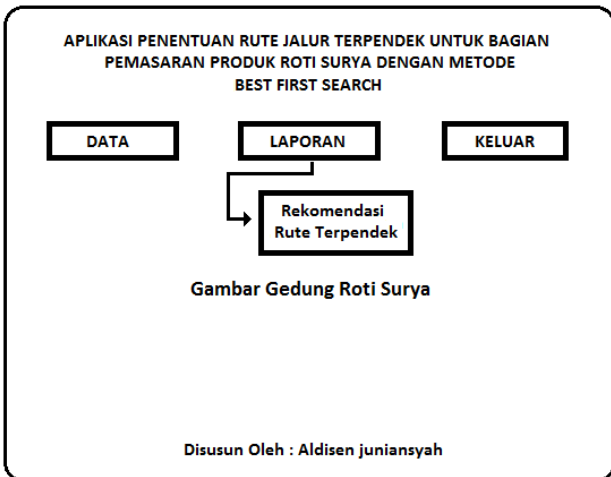 APLIKASI PENENTUAN RUTE JALUR TERPENDEK UNTUK BAGIAN
PEMASARAN PRODUK ROTI SURYA DENGAN METODE
BEST FIRST SEARCH
DATA
LAPORAN
KELUAR
Rekomendasi
Rute Terpendek
Gambar Gedung Roti Surya
Disusun Oleh : Aldisen juniansyah